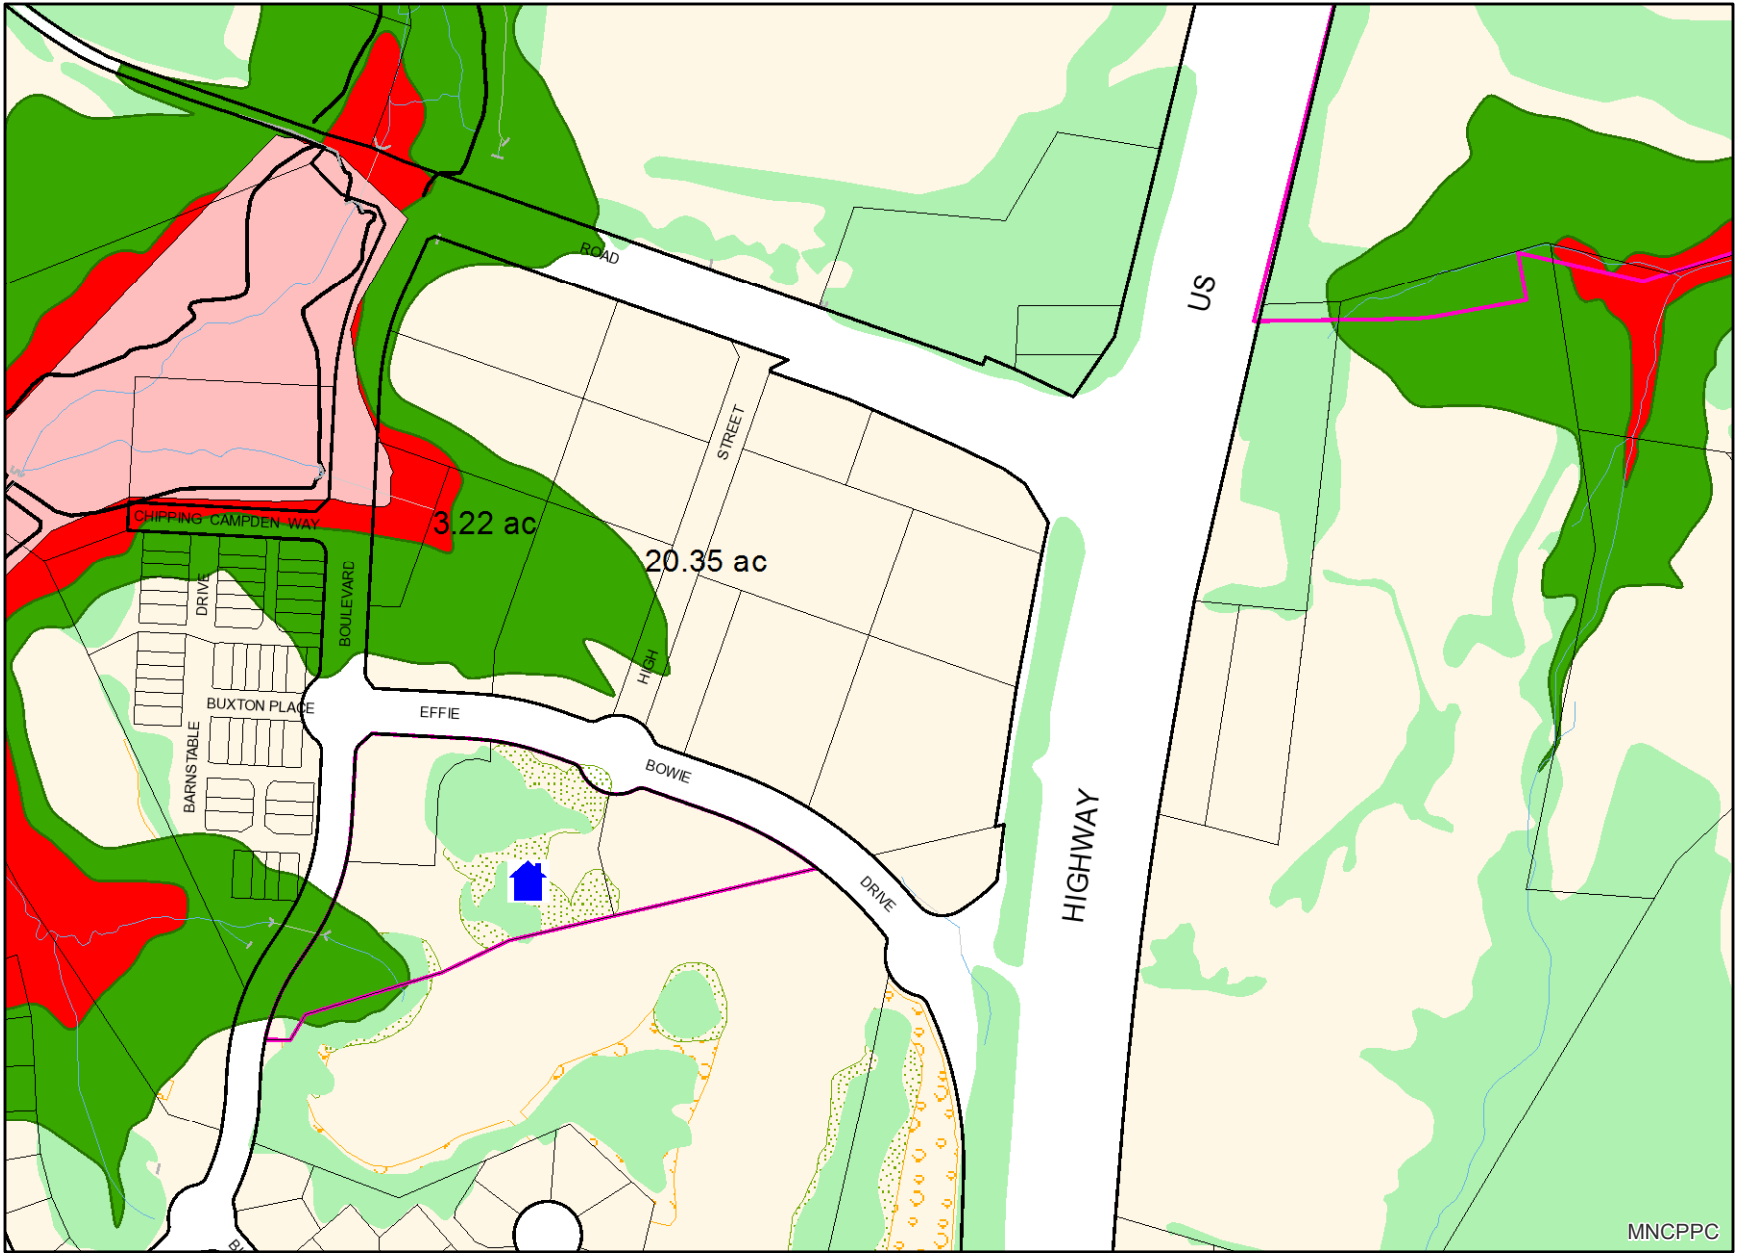 ROAD
US
STREET
CHIPPING CAMPDEN WAY
3.22 ac
20.35 ac
DRIVE
BOULEVARD
HIGH
BUXTON PLACE
EFFIE
BARNSTABLE
BOWIE
HIGHWAY
DRIVE
MNCPPC